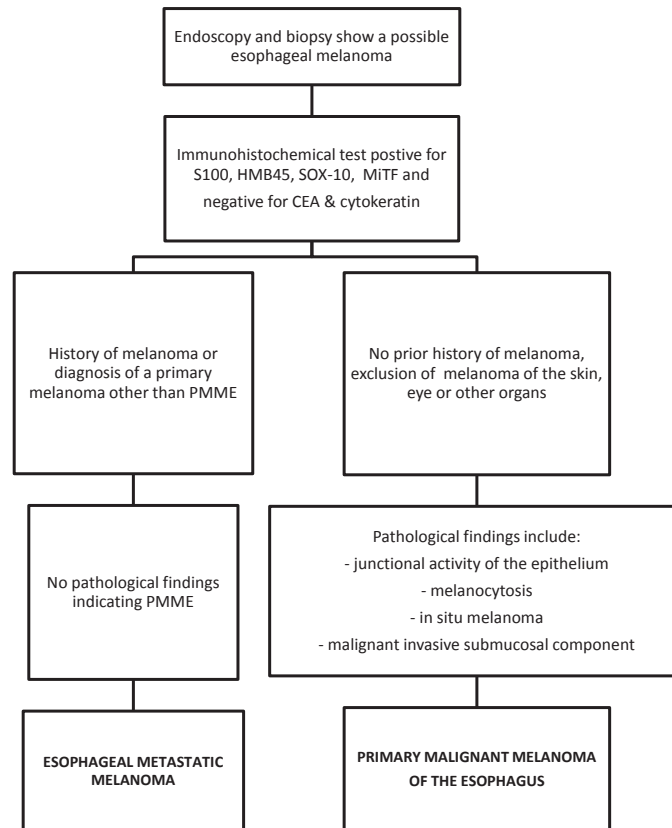 Endoscopy and biopsy show a possible
esophageal melanoma
Immunohistochemical test postive for
S100, HMB45, SOX-10, MiTF and
negative for CEA & cytokeratin
History of melanoma or
diagnosis of a primary
melanoma other than PMME
No prior history of melanoma,
exclusion of melanoma of the skin,
eye or other organs
No pathological findings
indicating PMME
Pathological findings include:
- junctional activity of the epithelium
- melanocytosis
- in situ melanoma
- malignant invasive submucosal component
ESOPHAGEAL METASTATIC
MELANOMA
PRIMARY MALIGNANT MELANOMA
OF THE ESOPHAGUS